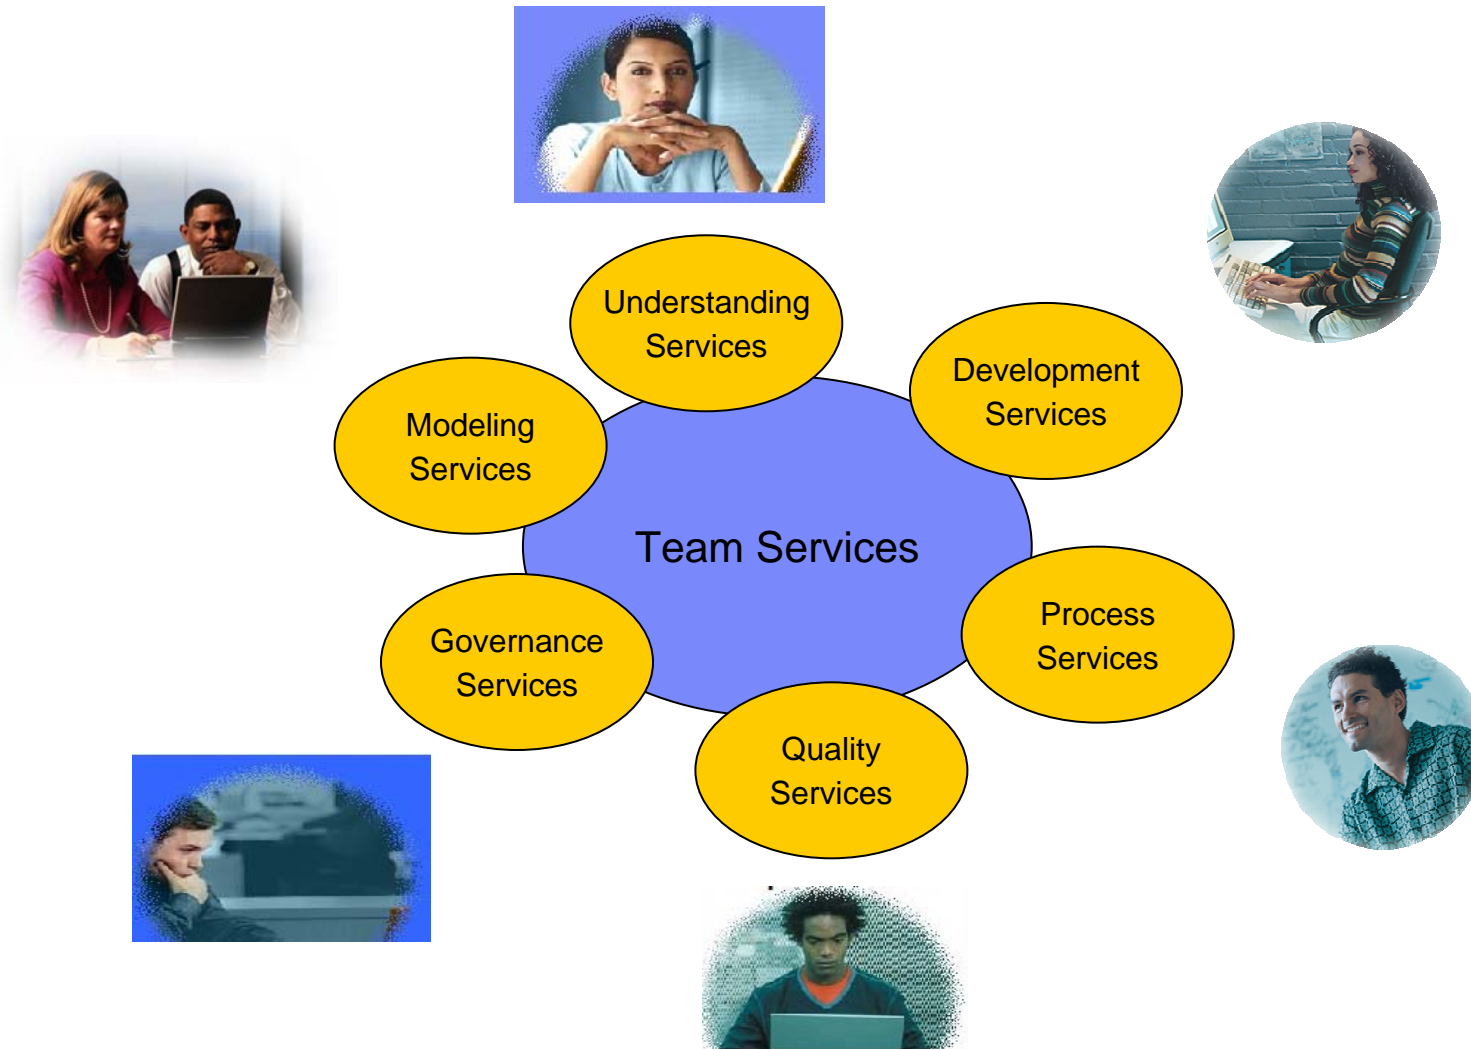 Understanding
Services
Development
Services
Modeling
Services
Team Services
Process
Services
Governance
Services
Quality
Services